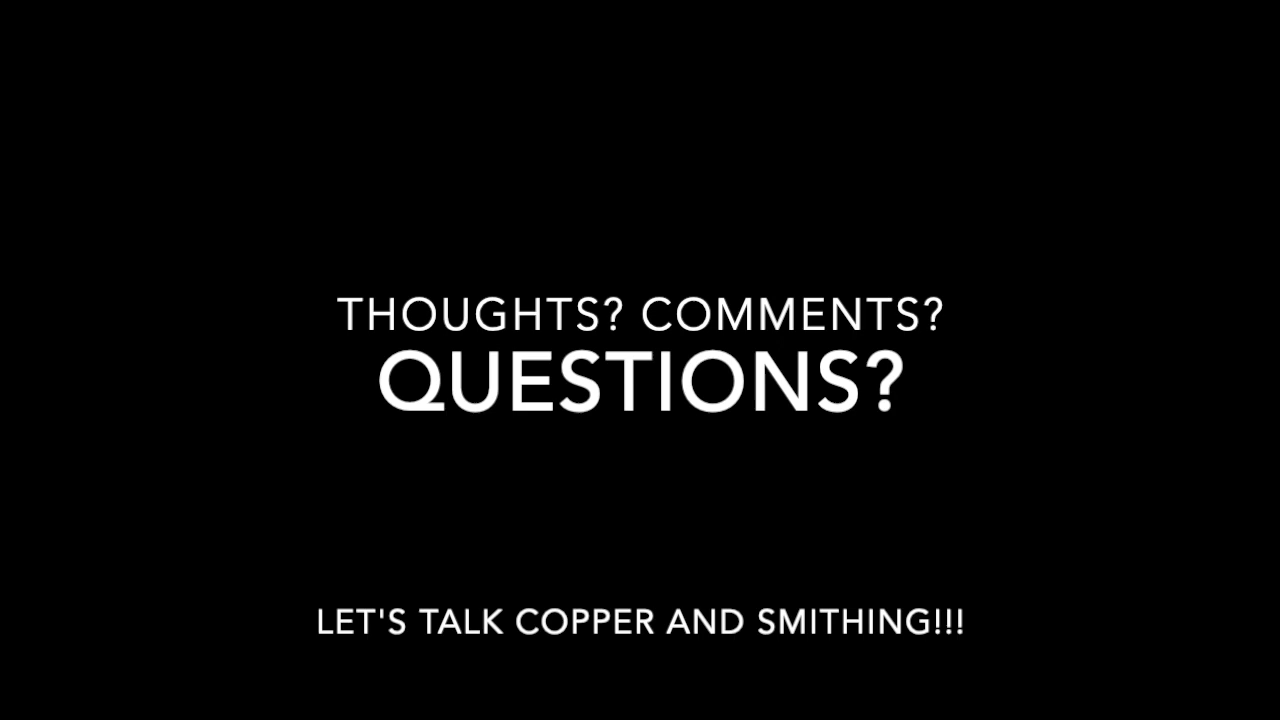 THOUGHTS? COMMENTS?
QUESTIONS?
LET'S TALK COPPER AND SMITHING!!!